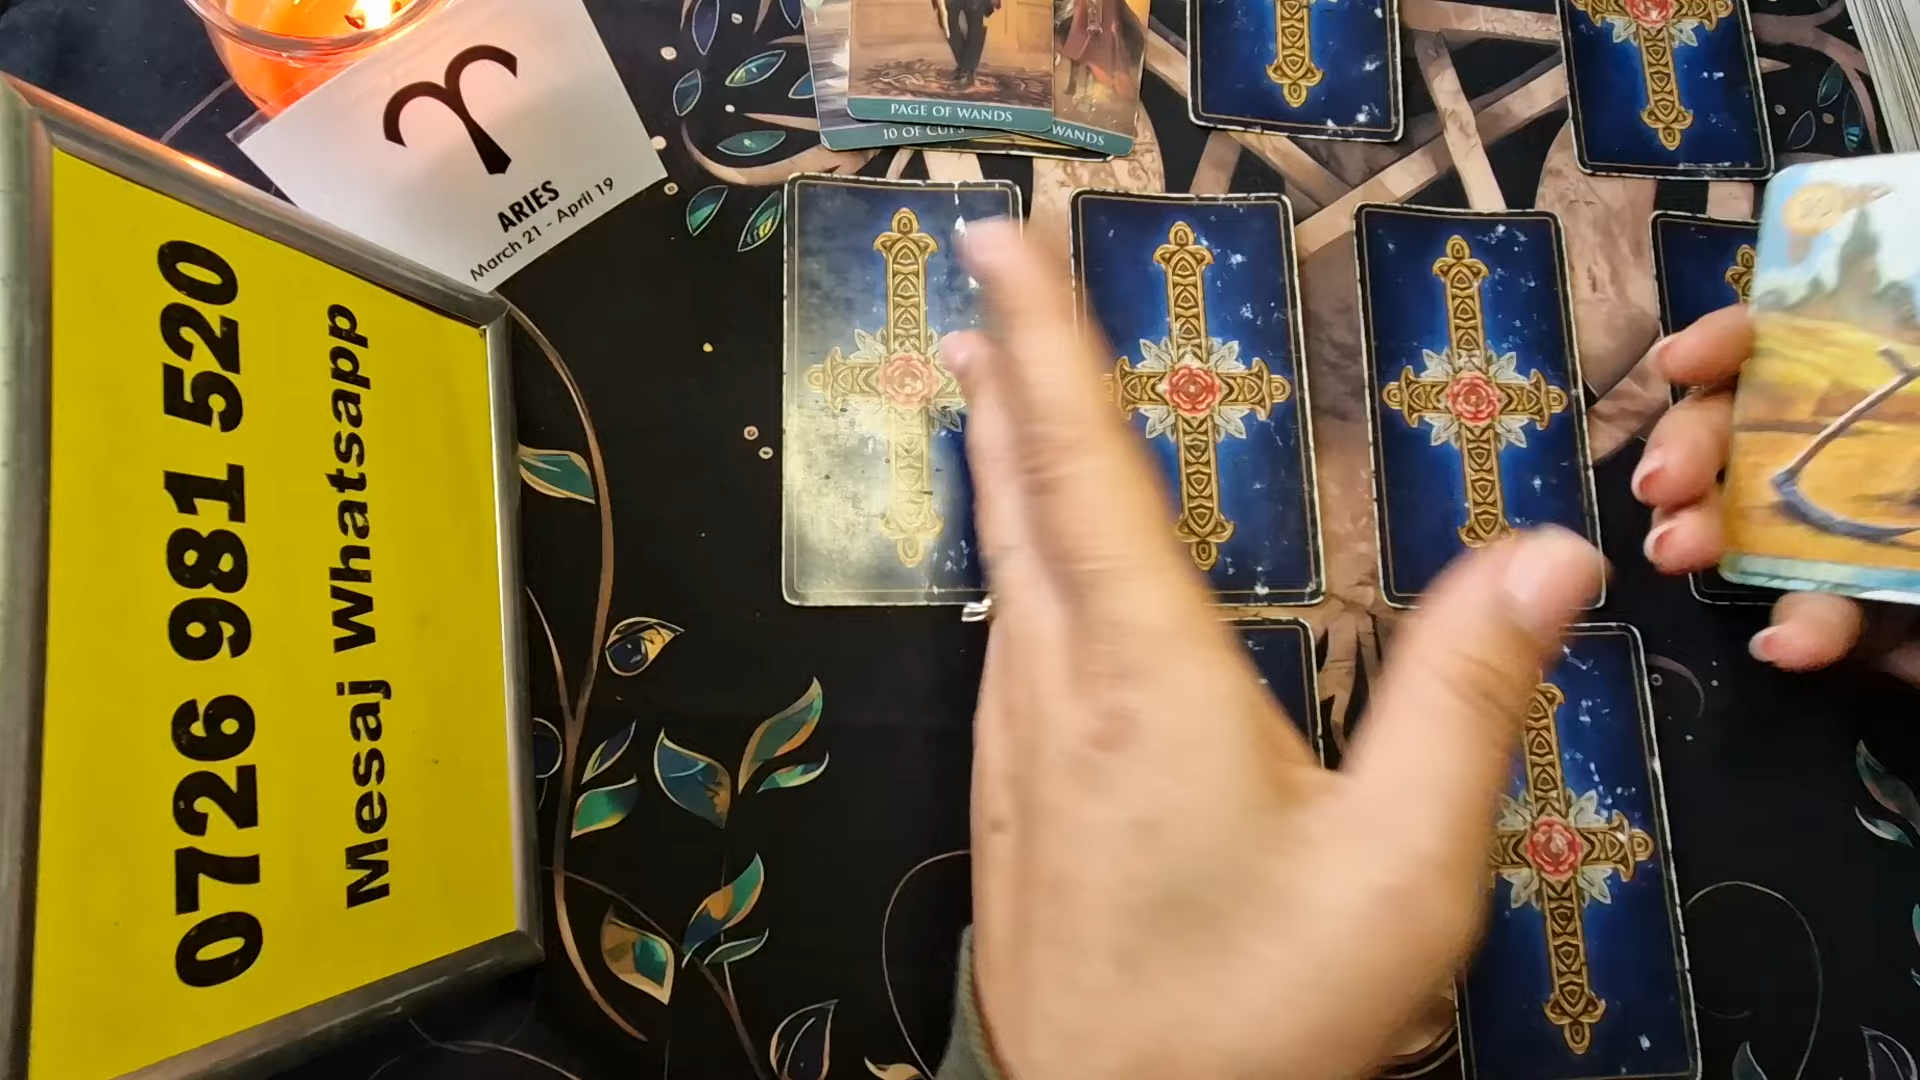 ARIES
March 21 - April 19
PAGE OF WANDS
10 OF CUPS
WANDS
0726 981 520
Mesaj Whatsapp